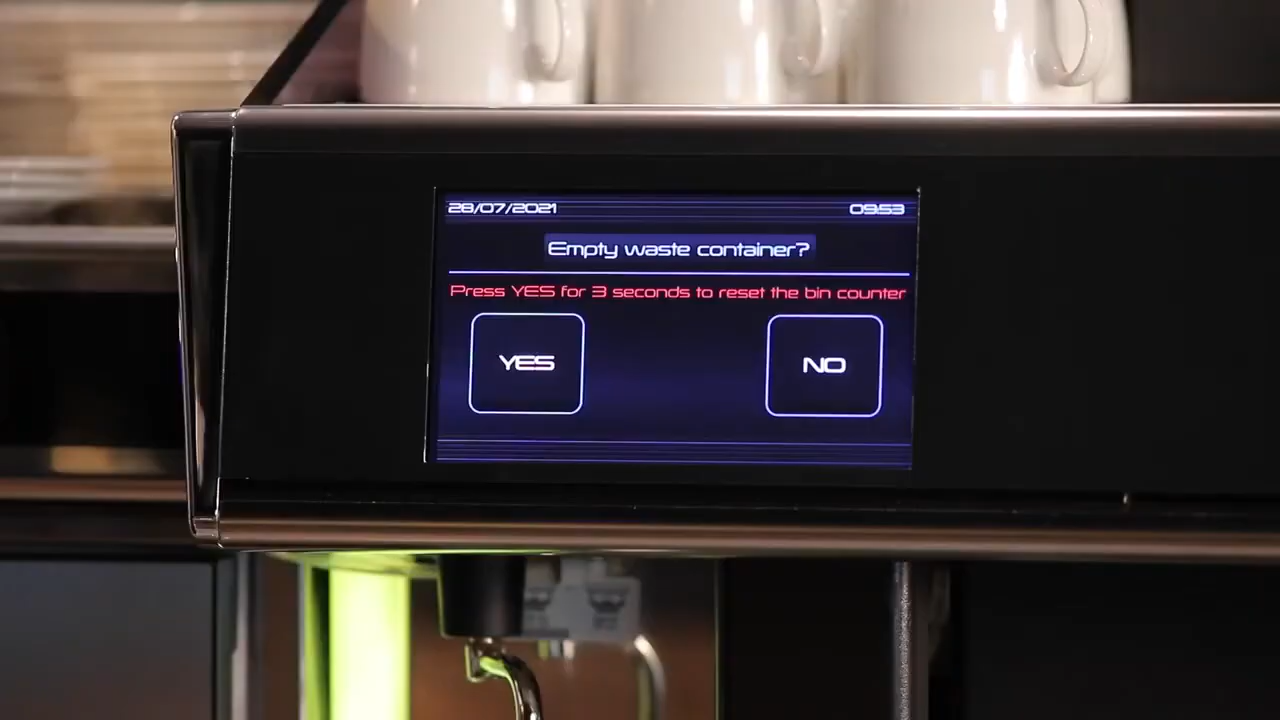 28/07/2021 09:53
Empty waste container?
Press YES for 3 seconds to reset the bin counter
YES NO